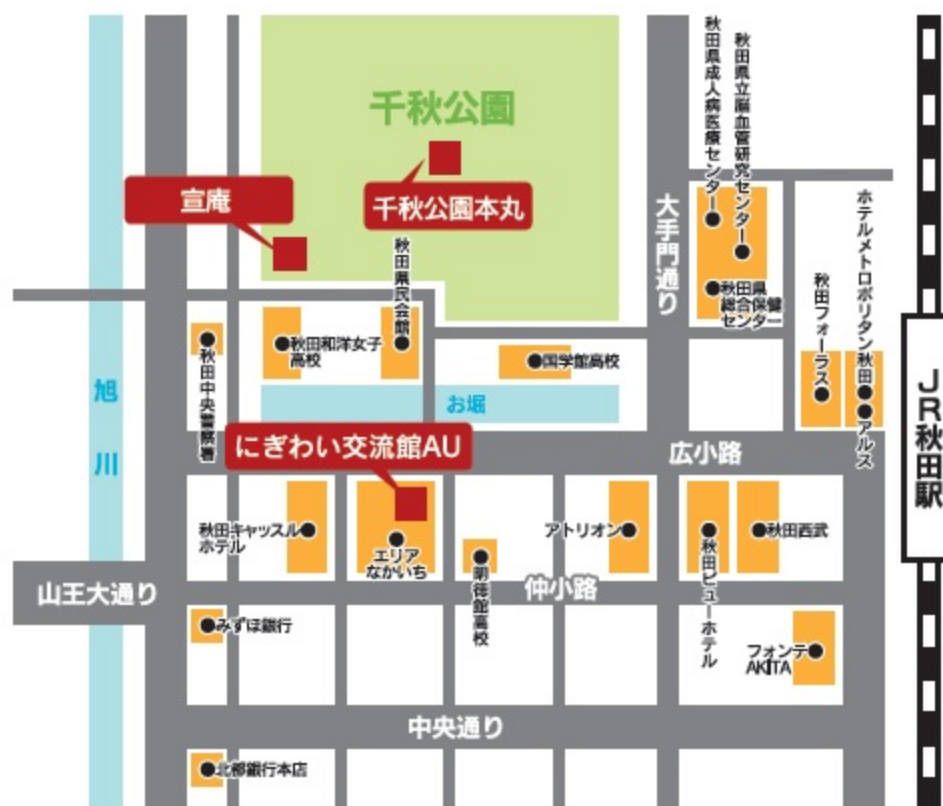 秋田県成人病医療センター
秋田県立脳血管研究センター
千秋公園
千秋公園本丸
宣庵
大手門通り
ホテルメトロポリタン秋田
秋田県民会館
秋田フォーラス
秋田県
総合保健
センター
秋田中央警察署
秋田和洋女子
高校
国学館高校
JR秋田駅
旭川
お堀
アルス
にぎわい交流館AU
広小路
秋田キャッスル
ホテル
エリア
なかいち
明徳館高校
アトリオン
秋田ビューホテル
秋田西武
山王大通り
仲小路
みずほ銀行
フォンテ
AKITA
中央通り
北都銀行本店